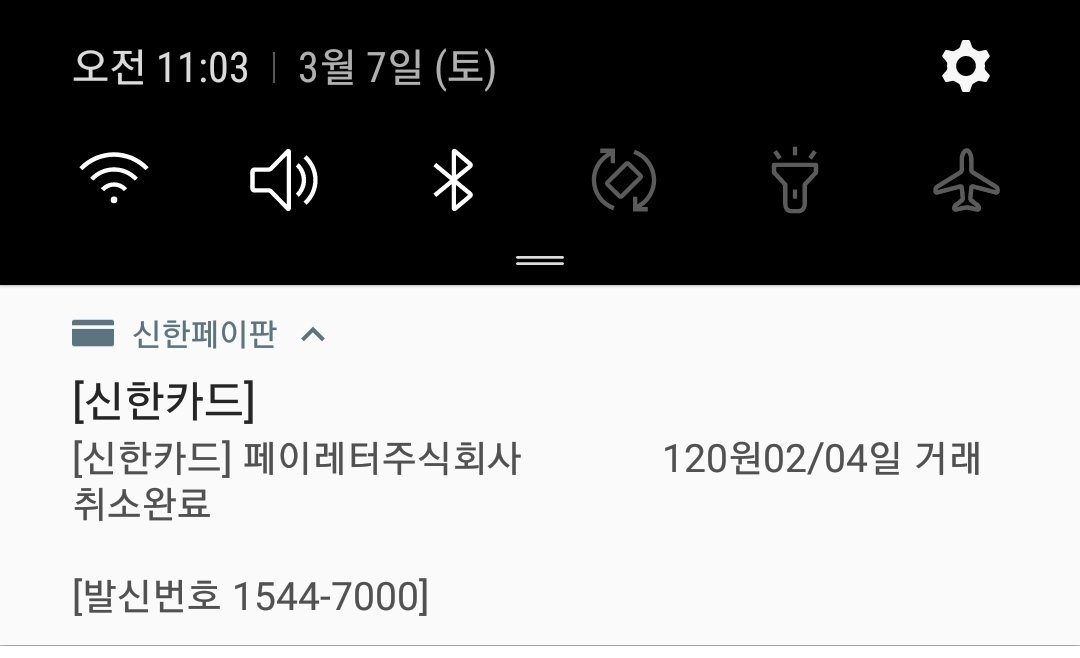 오전 11:03 | 3월 7일 (토)
신한페이판
[신한카드]
[신한카드] 페이레터주식회사 120원02/04일 거래
취소완료
[발신번호 1544-7000]